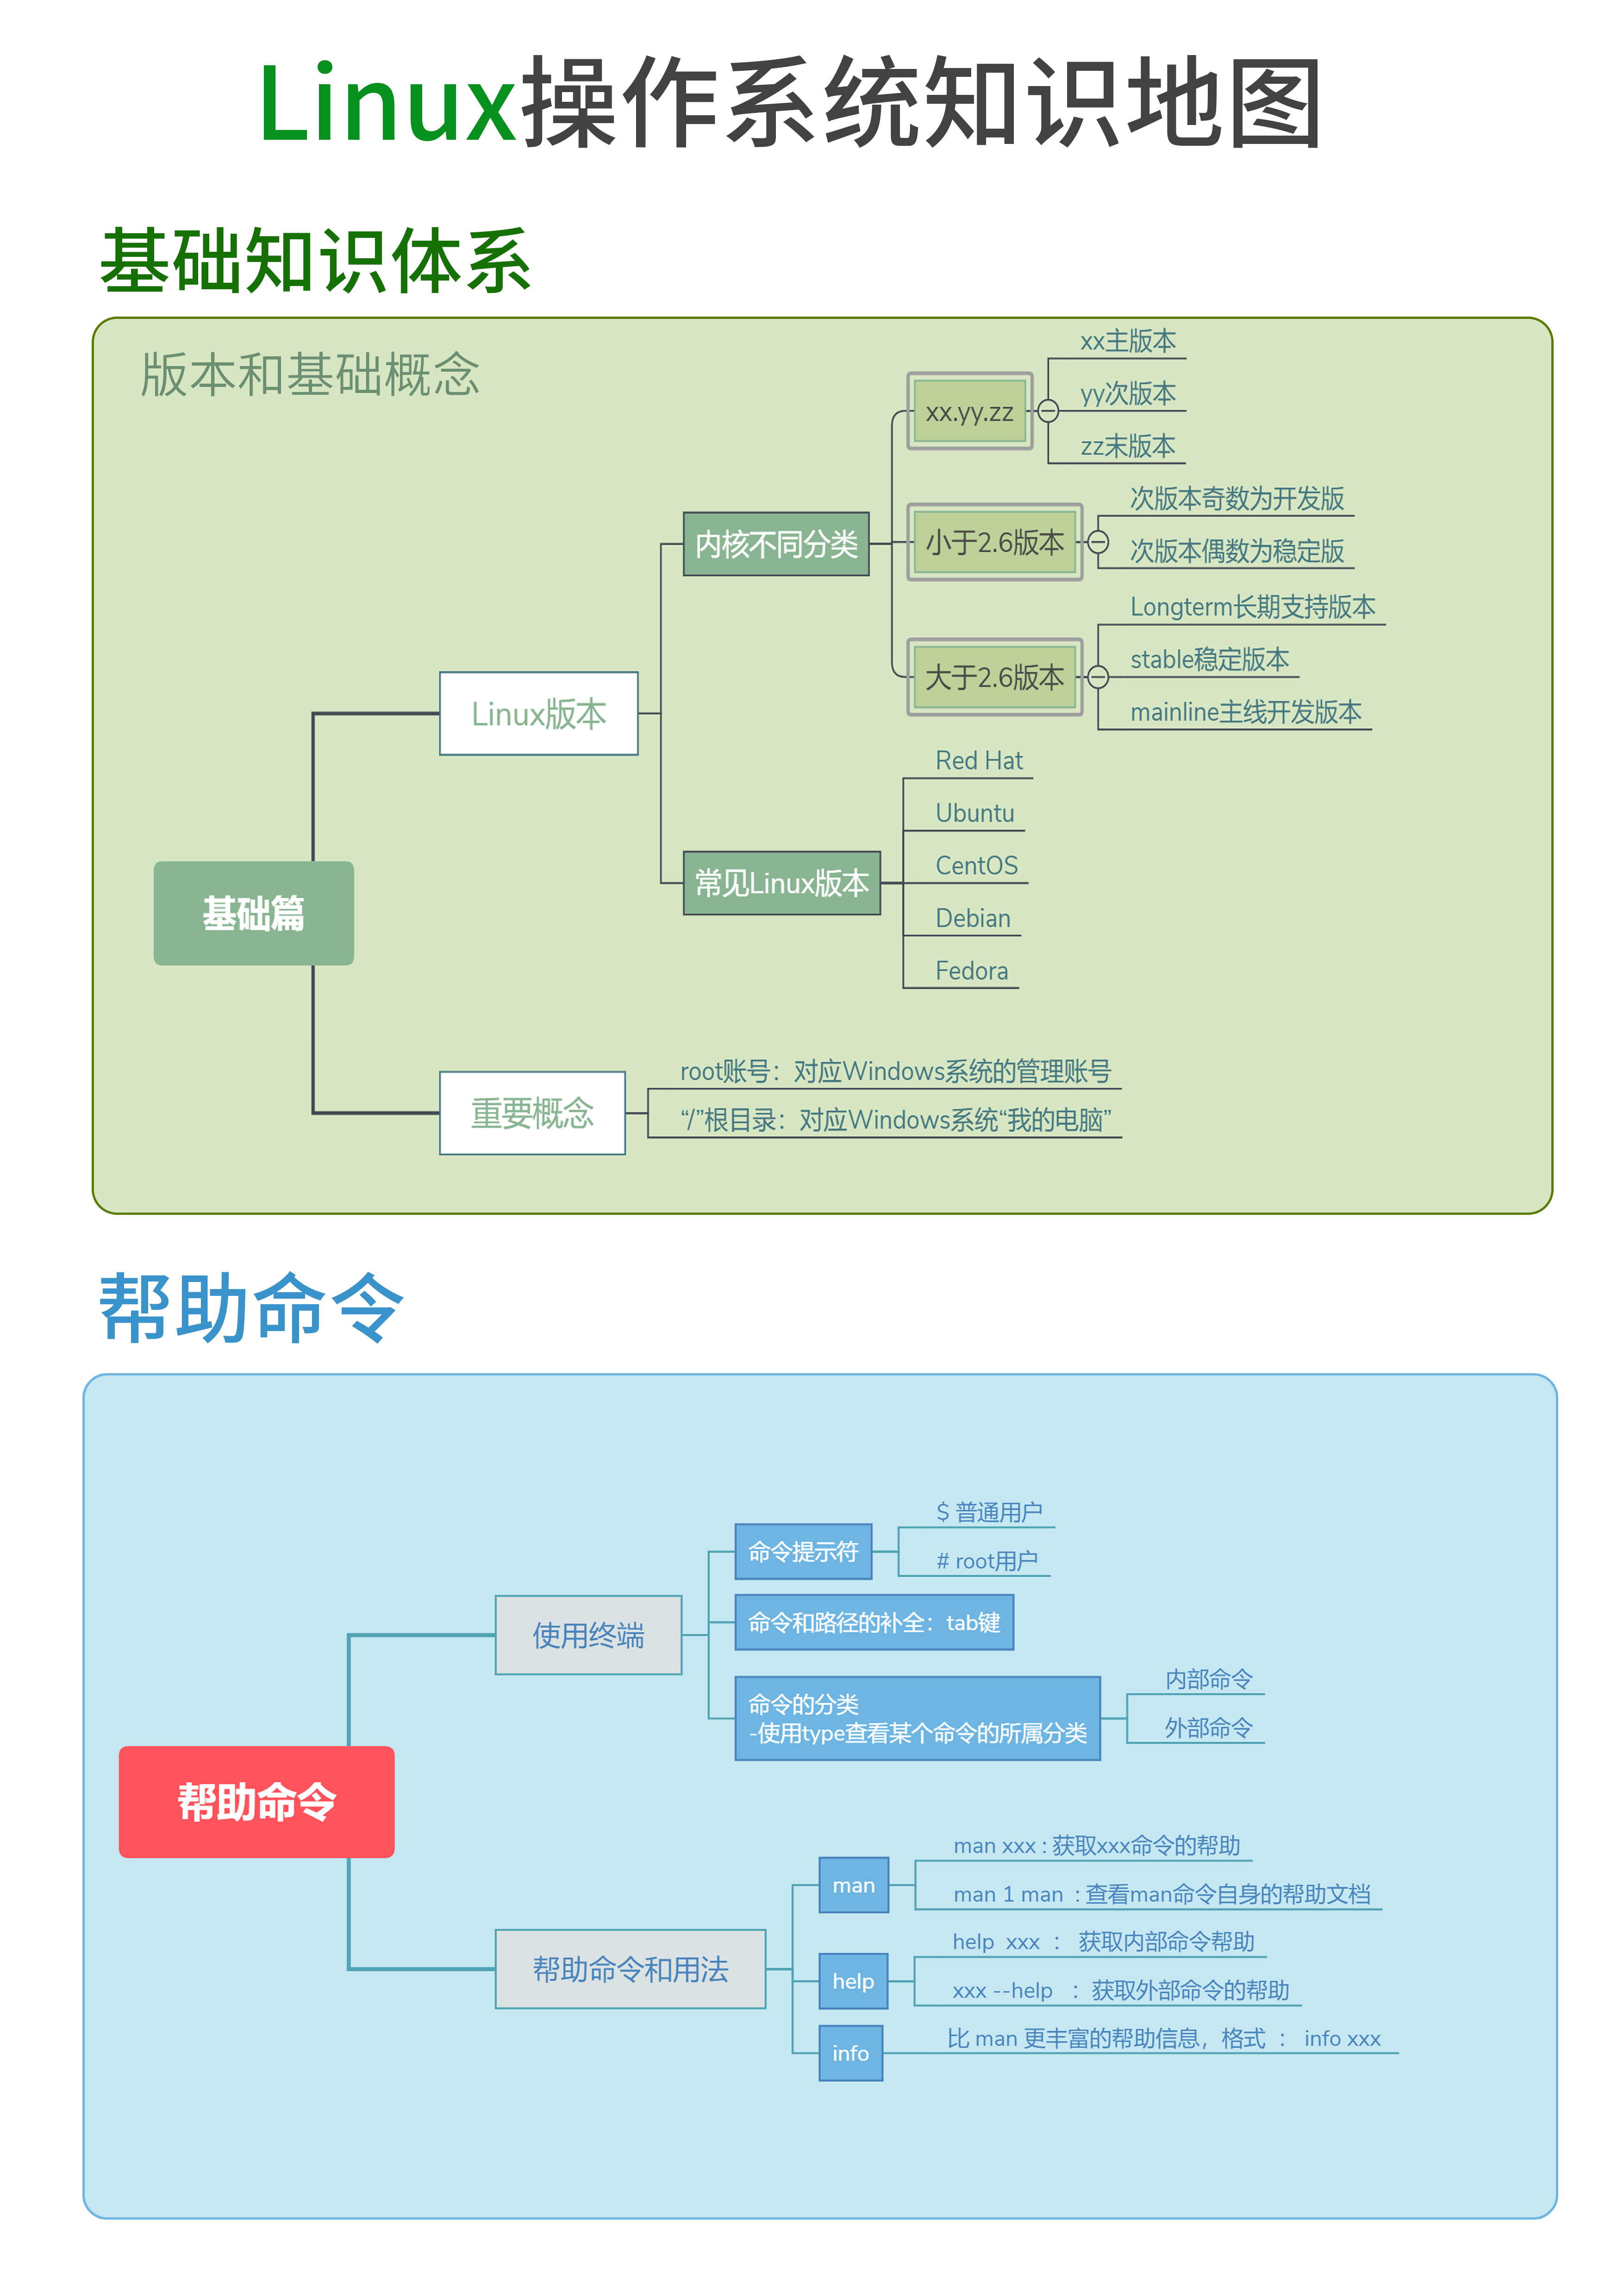 Linux操作系统知识地图
基础知识体系
版本和基础概念
xx主版本
yy次版本
zz末版本
xx.yy.zz
次版本奇数为开发版
次版本偶数为稳定版
小于2.6版本
内核不同分类
Longterm长期支持版本
stable稳定版本
mainline主线开发版本
大于2.6版本
Linux版本
Red Hat
Ubuntu
CentOS
Debian
Fedora
常见Linux版本
基础篇
root账号：对应Windows系统的管理账号
“/”根目录：对应Windows系统“我的电脑”
重要概念
帮助命令
$ 普通用户
# root用户
命令提示符
命令和路径的补全：tab键
使用终端
命令的分类
-使用type查看某个命令的所属分类
内部命令
外部命令
帮助命令
man xxx : 获取xxx命令的帮助
man 1 man  : 查看man命令自身的帮助文档
man
help  xxx ： 获取内部命令帮助
xxx --help ：获取外部命令的帮助
help
帮助命令和用法
比 man 更丰富的帮助信息，格式 ： info xxx
info